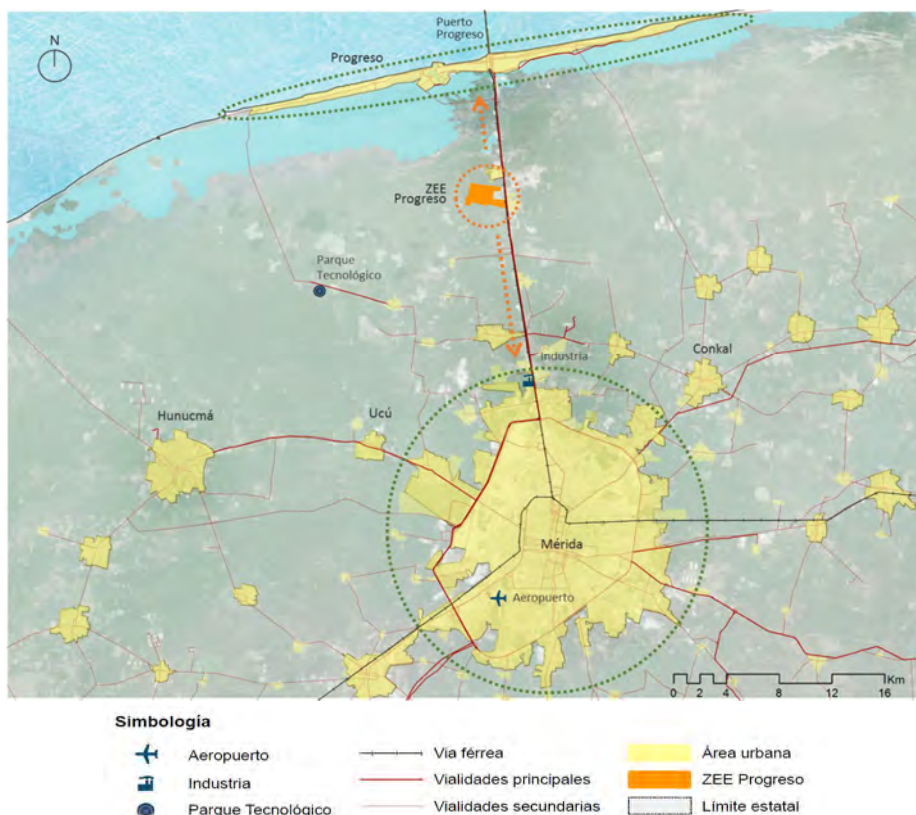 Puerto
Progreso
N
Progreso
ZEE
Progreso
Parque
Tecnológico
Industria
Conkal
Hunucmá
Ucú
Mérida
Aeropuerto
Km
0 2 4 8 12 16
Simbología
Aeropuerto
Industria
Parque Tecnológico
Via férrea
Vialidades principales
Vialidades secundarias
Área urbana
ZEE Progreso
Límite estatal